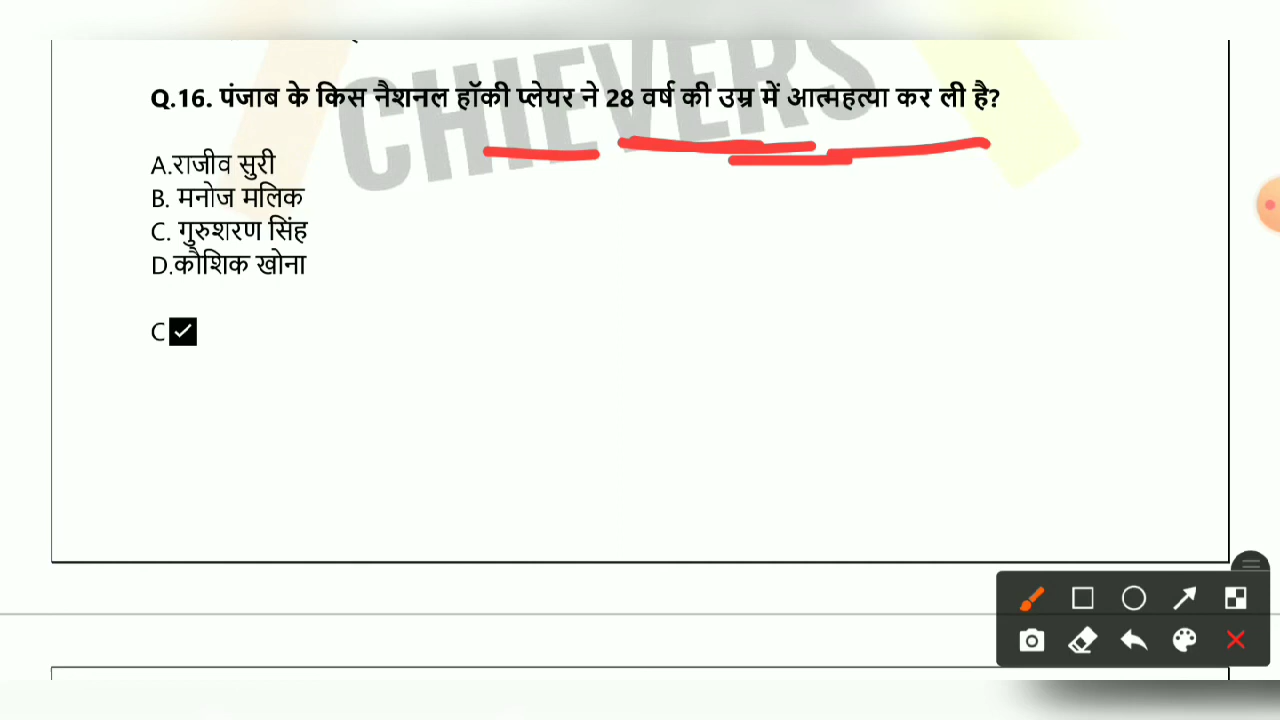 CHIEVERS
Q.16. पंजाब के किस नैशनल हॉकी प्लेयर ने 28 वर्ष की उम्र में आत्महत्या कर ली है?
A.राजीव सुरी
B. मनोज मलिक
C. गुरुशरण सिंह
D.कौशिक खोना
C